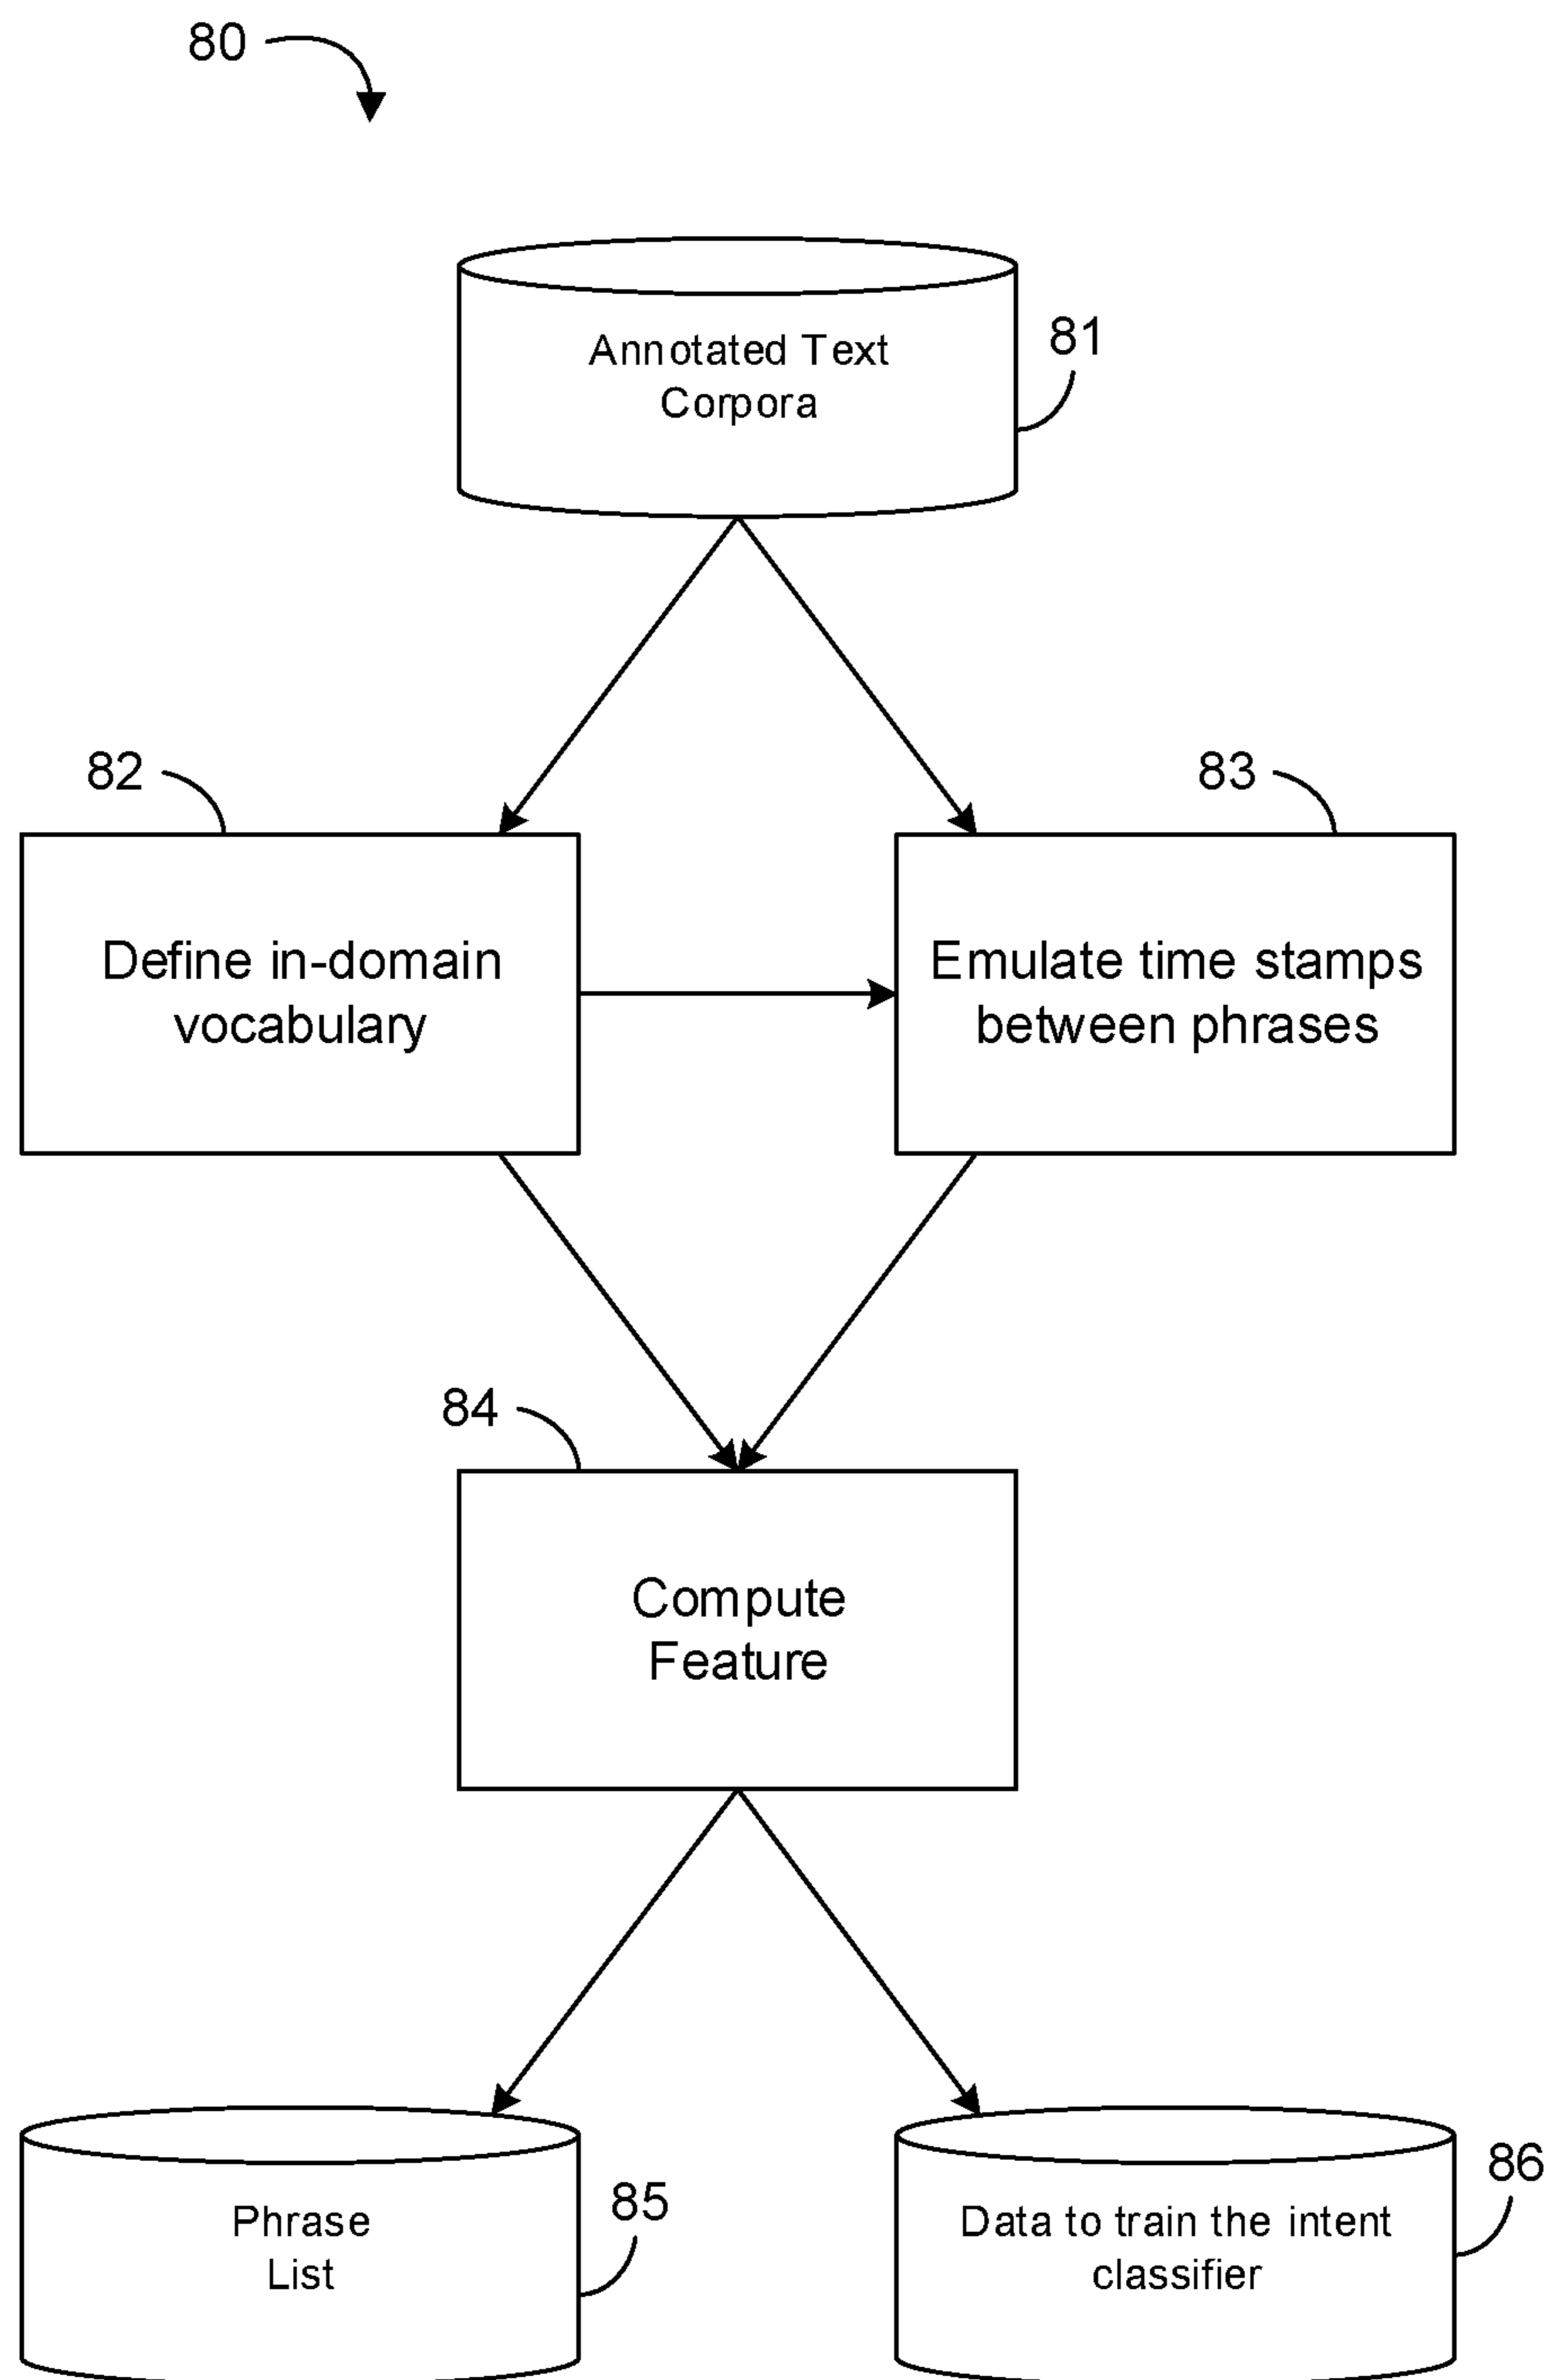 80
Annotated Text
Corpora
81
82
83
Define in-domain
vocabulary
Emulate time stamps
between phrases
84
Compute
Feature
Phrase
List
85
Data to train the intent
classifier
86